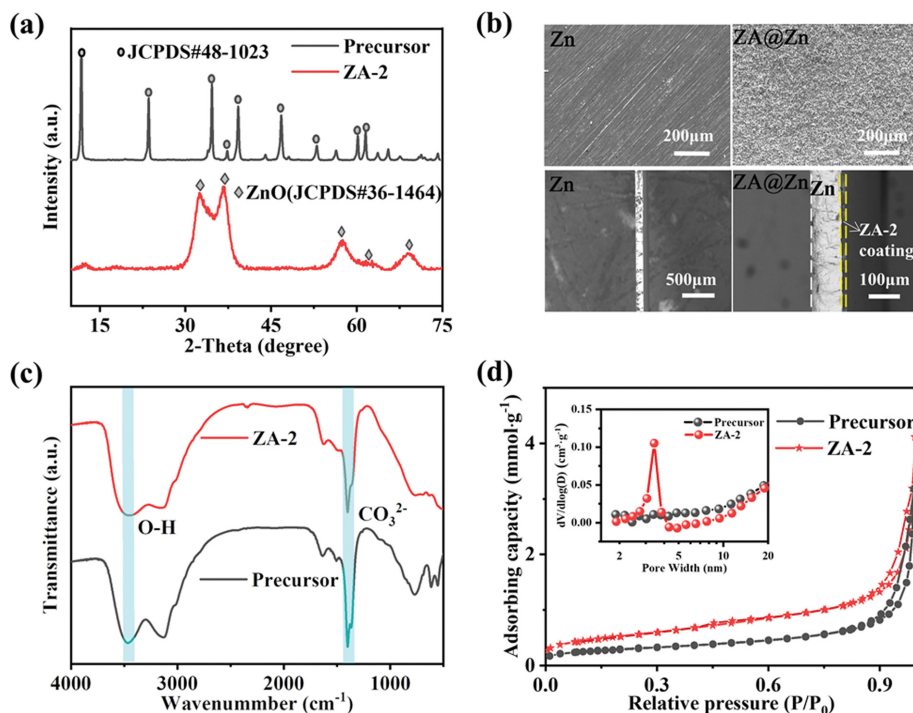 (a)
JCPDS#48-1023
Precursor
ZA-2
ZnO(JCPDS#36-1464)
Intensity (a.u.)
15 30 45 60 75
2-Theta (degree)
(b)
Zn
200μm
ZA@Zn
200μm
Zn
500μm
ZA@Zn
Zn
ZA-2
coating
100μm
(c)
ZA-2
O-H
CO₃²⁻
Precursor
Transmittance (a.u.)
4000 3000 2000 1000
Wavenummber (cm⁻¹)
(d)
Precursor
ZA-2
Adsorbing capacity (mmol·g⁻¹)
4
2
0
0.0 0.3 0.6 0.9
Relative pressure (P/P₀)
Precursor
ZA-2
dV/dlog(D) (cm³·g⁻¹)
0.15
0.10
0.05
0.00
2 5 10 20
Pore Width (nm)